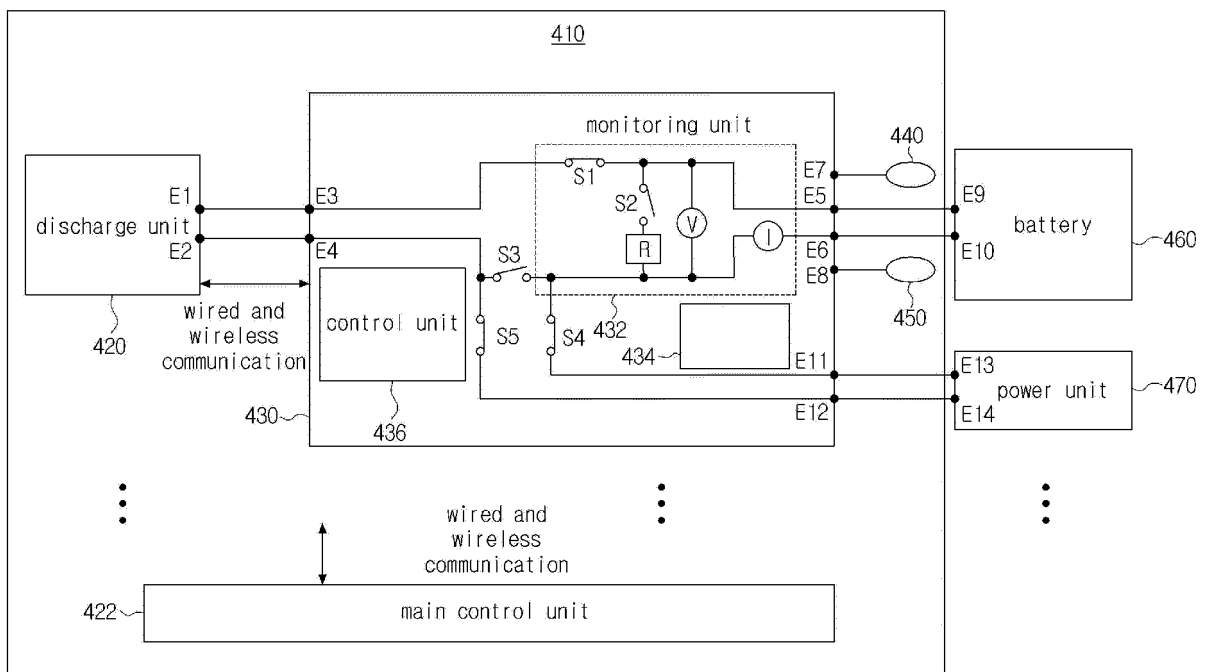 410
monitoring unit
440
E7
S1
E1
E3
S2
E5
E9
discharge unit
V
I
battery
E2
E4
R
E6
E10
460
S3
E8
control unit
432
450
wired and
wireless
communication
420
S5
S4
434
E11
E13
power unit
470
430
436
E12
E14
wired and
wireless
communication
422
main control unit